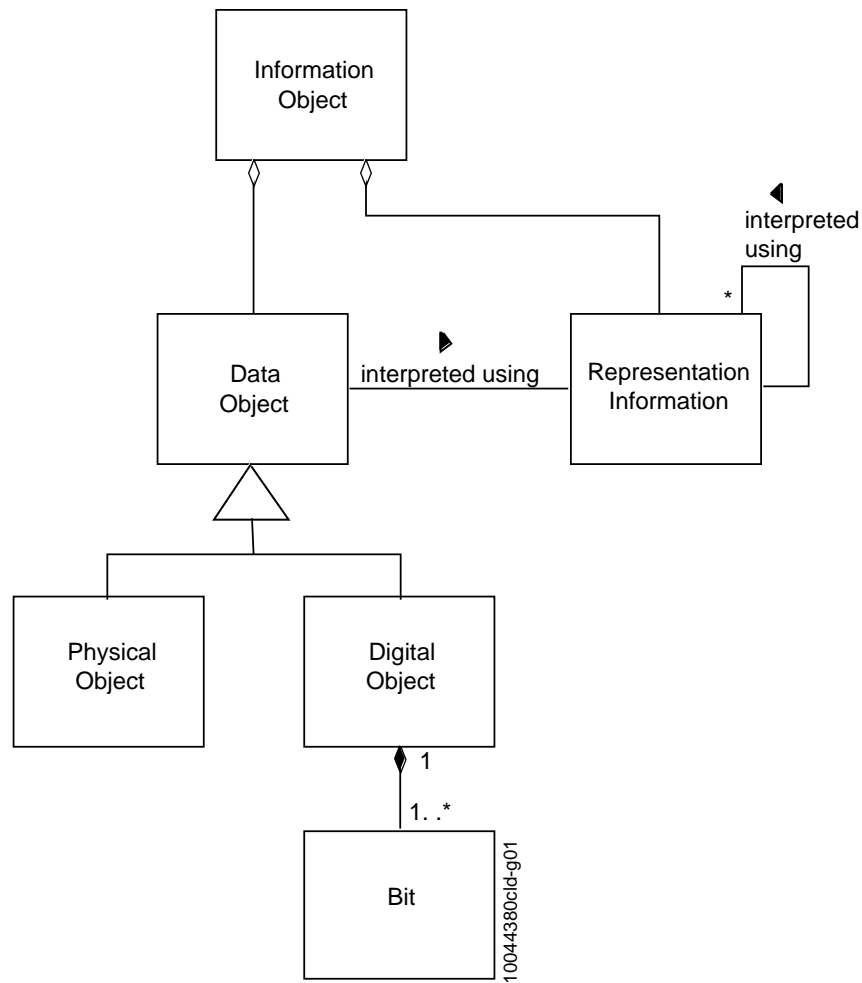 Information
Object
interpreted
using
*
Data
Object
interpreted using
Representation
Information
Physical
Object
Digital
Object
1
1. .*
Bit
10044380cld-g01